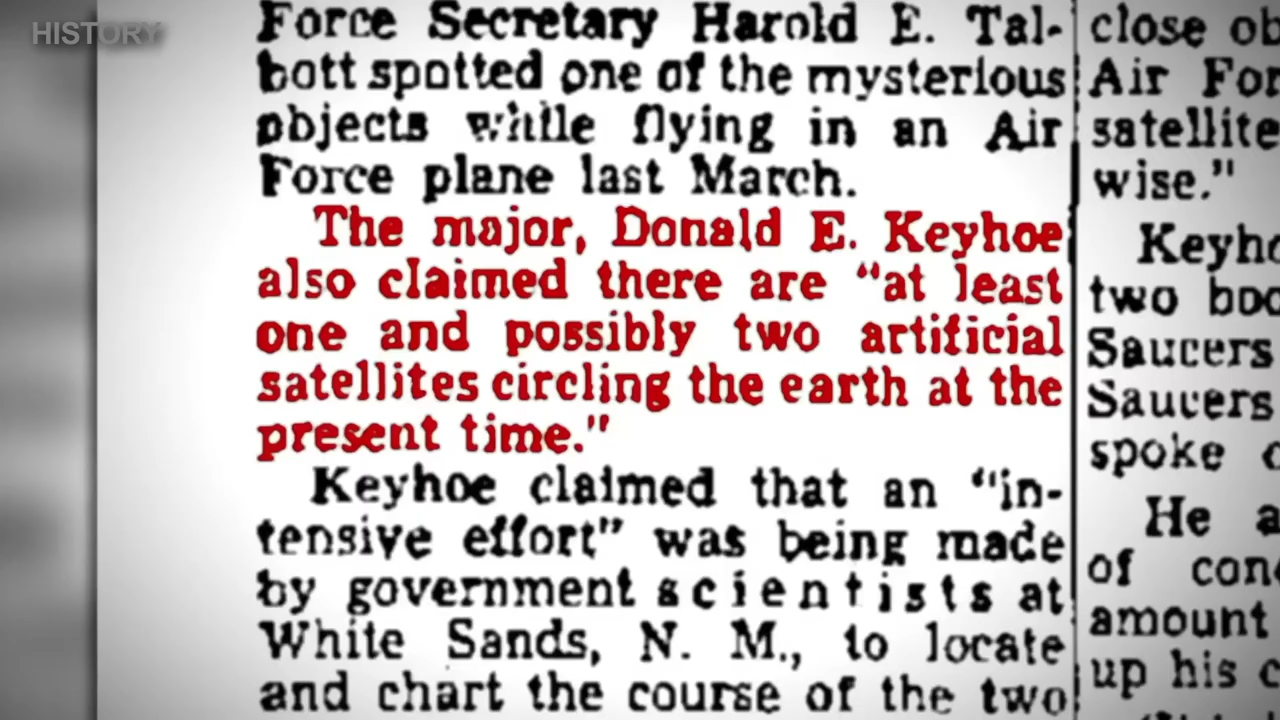 HISTORY
Force Secretary Harold E. Tal-
bott spotted one of the mysterious
objects while flying in an Air
Force plane last March.
The major, Donald E. Keyhoe
also claimed there are "at least
one and possibly two artificial
satellites circling the earth at the
present time."
Keyhoe claimed that an "in-
tensive effort" was being made
by government scientists at
White Sands, N. M., to locate
and chart the course of the two
close ob
Air For
satellite
wise."
Keyho
two boo
Saucers
Saucers
spoke
He a
of conc
amount
up his c